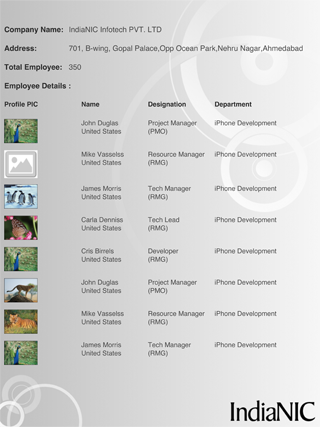 Company Name: IndiaNIC Infotech PVT. LTD
Address: 701, B-wing, Gopal Palace,Opp Ocean Park,Nehru Nagar,Ahmedabad
Total Employee: 350
Employee Details :
Profile PIC Name Designation Department
John Duglas Project Manager iPhone Development
United States (PMO)
Mike Vasselss Resource Manager iPhone Development
United States (RMG)
James Morris Tech Manager iPhone Development
United States (RMG)
Carla Denniss Tech Lead iPhone Development
United States (RMG)
Cris Birrels Developer iPhone Development
United States (RMG)
John Duglas Project Manager iPhone Development
United States (PMO)
Mike Vasselss Resource Manager iPhone Development
United States (RMG)
James Morris Tech Manager iPhone Development
United States (RMG)
IndiaNIC